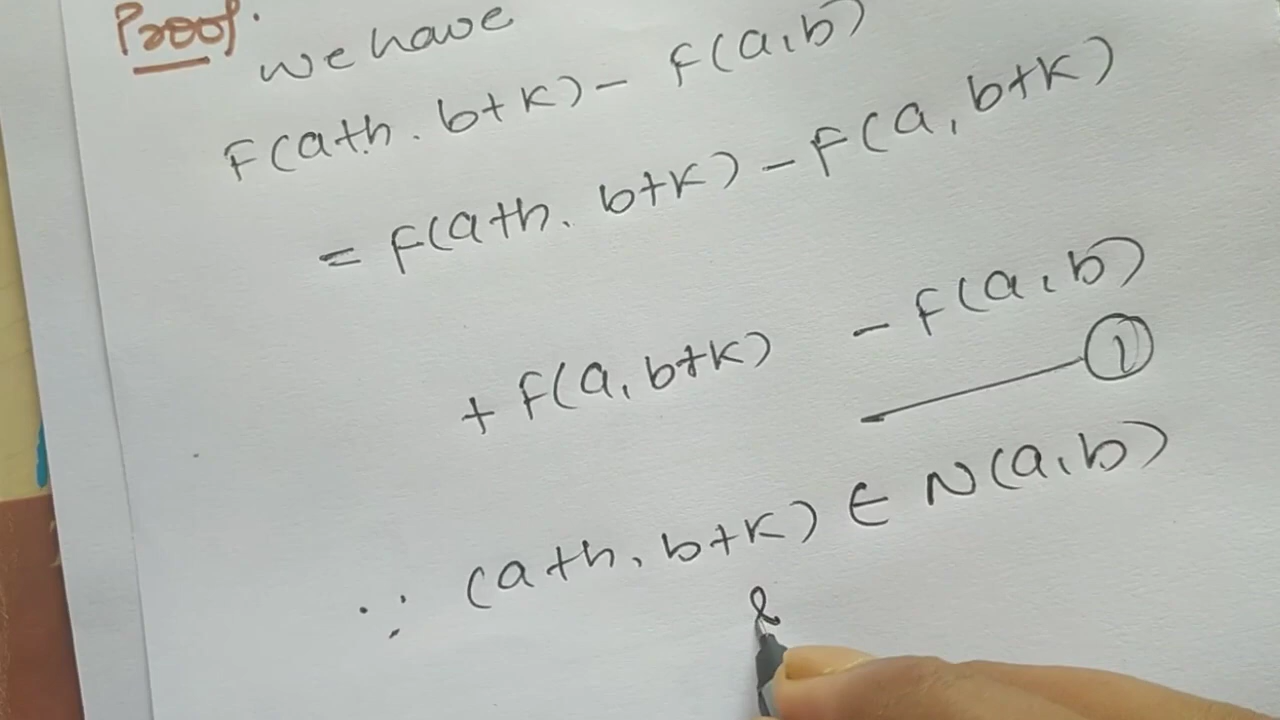 Proof.
we have
F(a+h, b+k) - F(a,b)
= F(a+h, b+k) - F(a, b+k)
+ F(a, b+k) - F(a,b)
①
∵ (a+h, b+k) ∈ N(a,b)
&